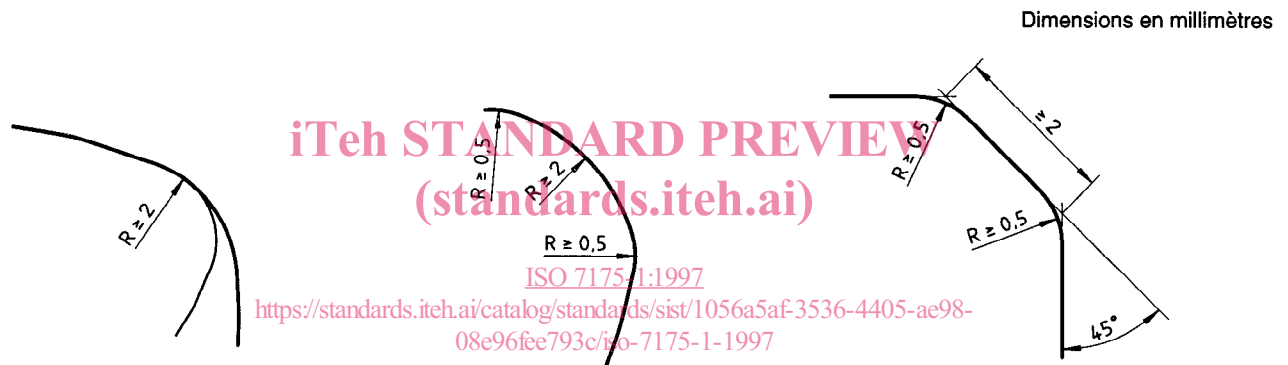 Dimensions en millimètres
iTeh STANDARD PREVIEW
(standards.iteh.ai)
ISO 7175-1:1997
https://standards.iteh.ai/catalog/standards/sist/1056a5af-3536-4405-ae98-
08e96fee793c/iso-7175-1-1997
R ≥ 2
R ≥ 0,5
R ≥ 2
R ≥ 0,5
R ≥ 0,5
≥ 2
R ≥ 0,5
45°